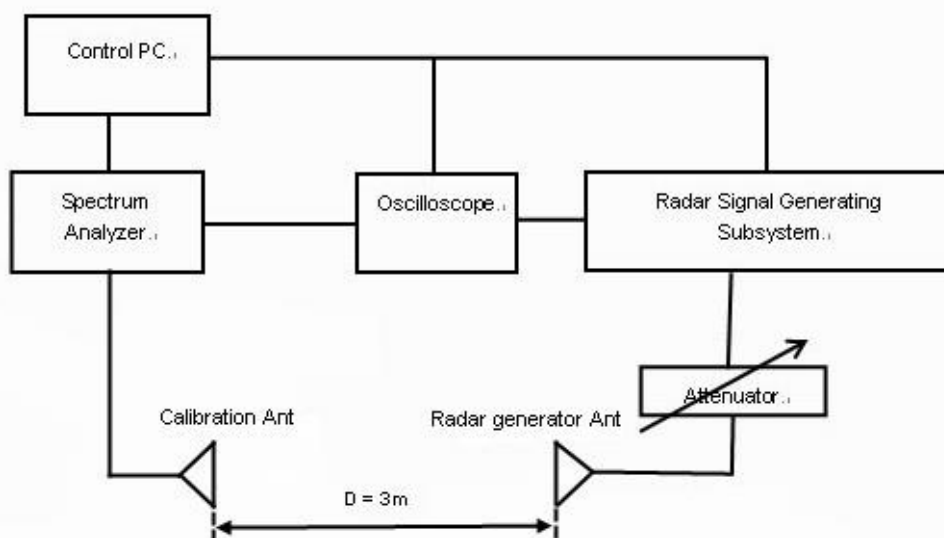 Control PC.
Spectrum
Analyzer.
Oscilloscope.
Radar Signal Generating
Subsystem.
Attenuator.
Calibration Ant
Radar generator Ant
D = 3m